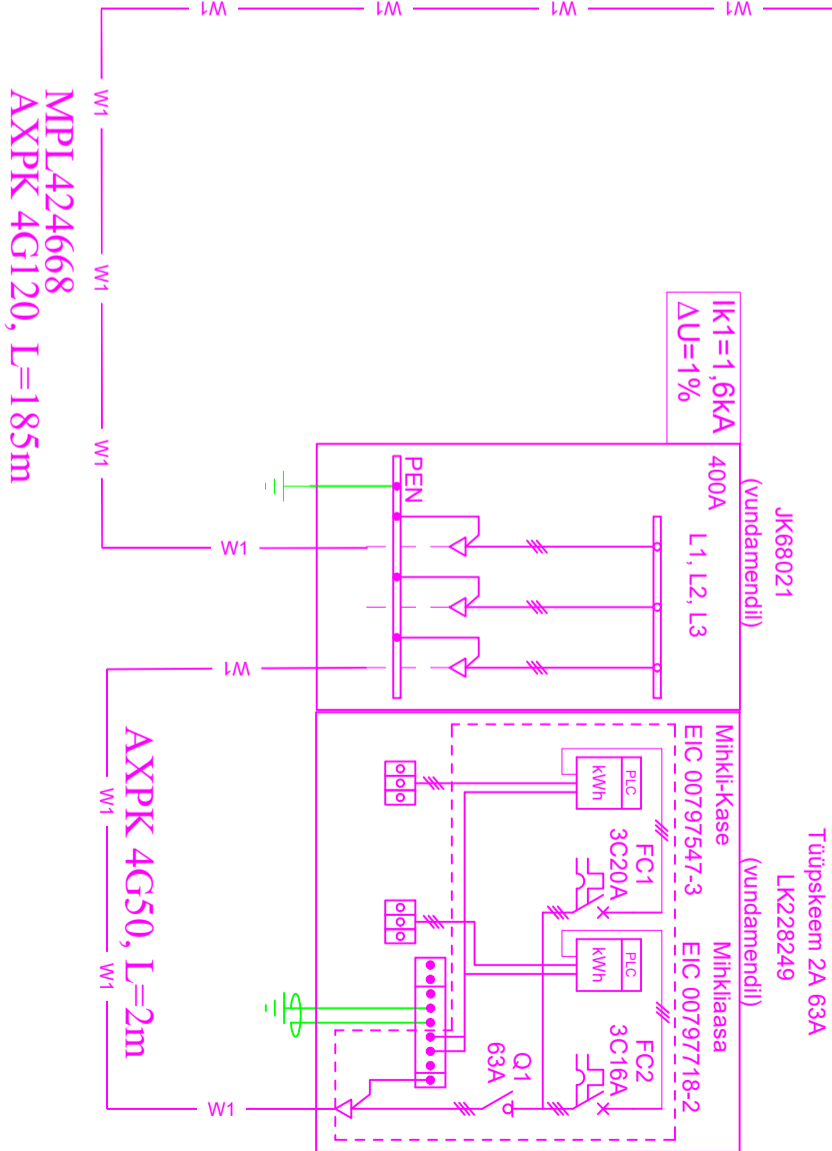 W1
W1
W1
W1
W1
W1
W1
MPL424668
AXPK 4G120, L=185m
W1
W1
W1
W1
W1
AXPK 4G50, L=2m
Ik1=1,6kA
ΔU=1%
JK68021
(vundamendil)
400A
L1, L2, L3
PEN
Tüüpskeem 2A 63A
LK228249
(vundamendil)
Mihkli-Kase
EIC 00797547-3
PLC
kWh
FC1
3C20A
Mihkliaasa
EIC 00797718-2
PLC
kWh
FC2
3C16A
Q1
63A